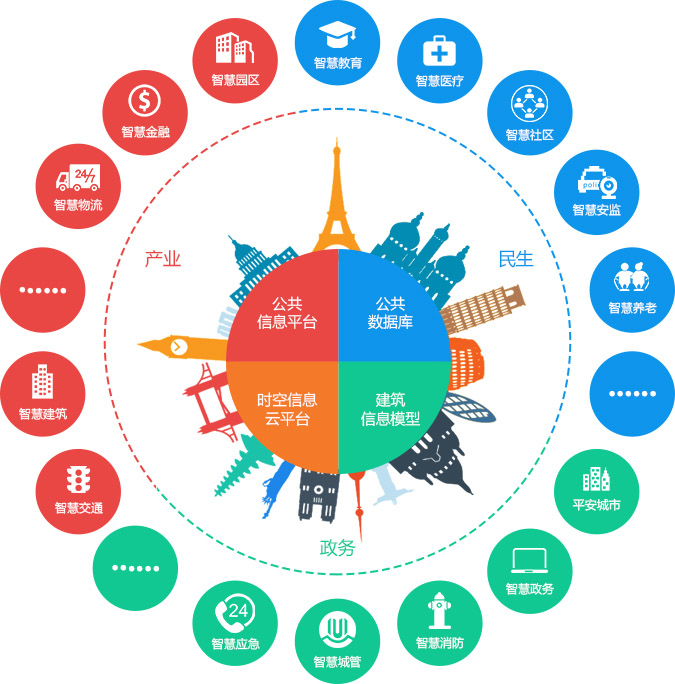 智慧教育
智慧医疗
智慧社区
poli
智慧安监
智慧养老
......
平安城市
智慧政务
智慧消防
智慧城管
24
智慧应急
......
智慧交通
智慧建筑
......
24/7
智慧物流
$
智慧金融
智慧园区
产业
民生
政务
公共
信息平台
公共
数据库
时空信息
云平台
建筑
信息模型